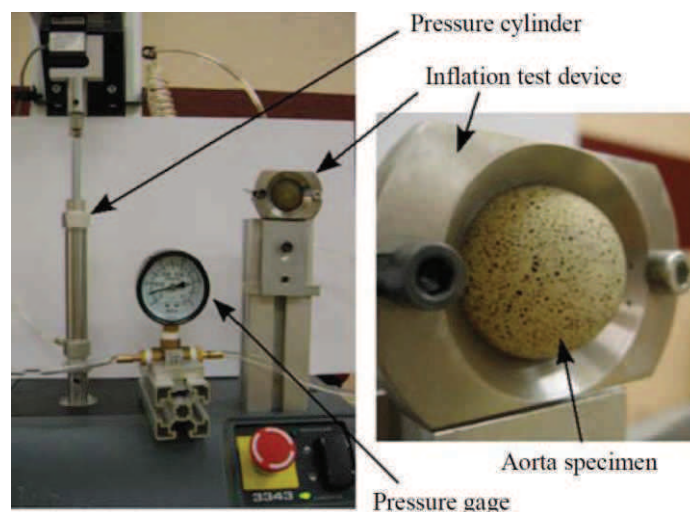 Pressure cylinder
Inflation test device
3343
Aorta specimen
Pressure gage